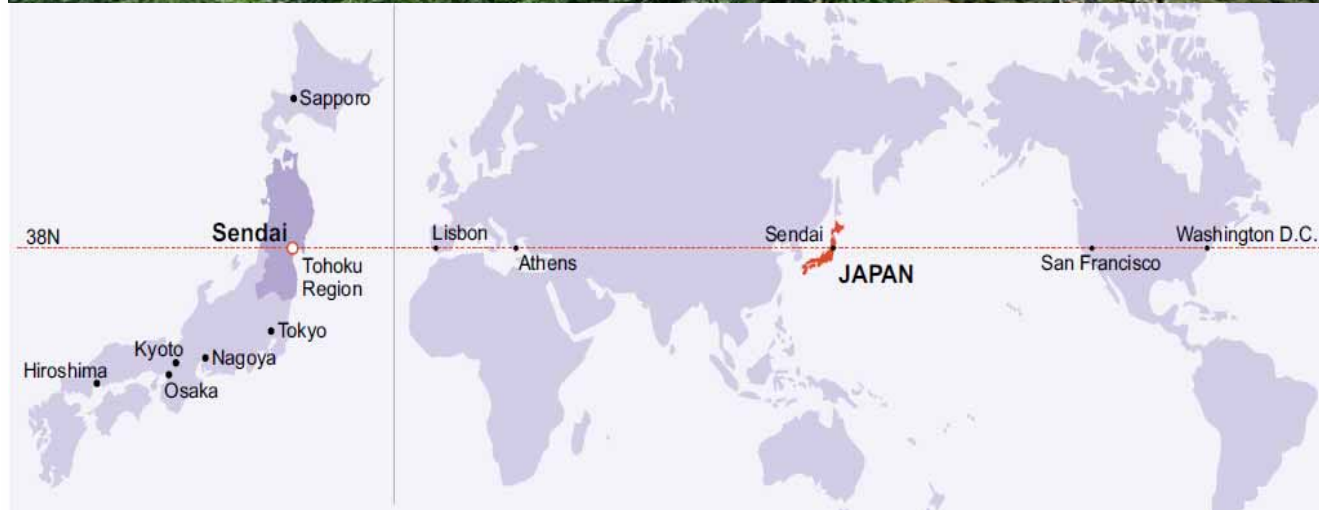 Sapporo
38N
Sendai
Tohoku
Region
Tokyo
Kyoto
Nagoya
Hiroshima
Osaka
Lisbon
Athens
Sendai
JAPAN
San Francisco
Washington D.C.